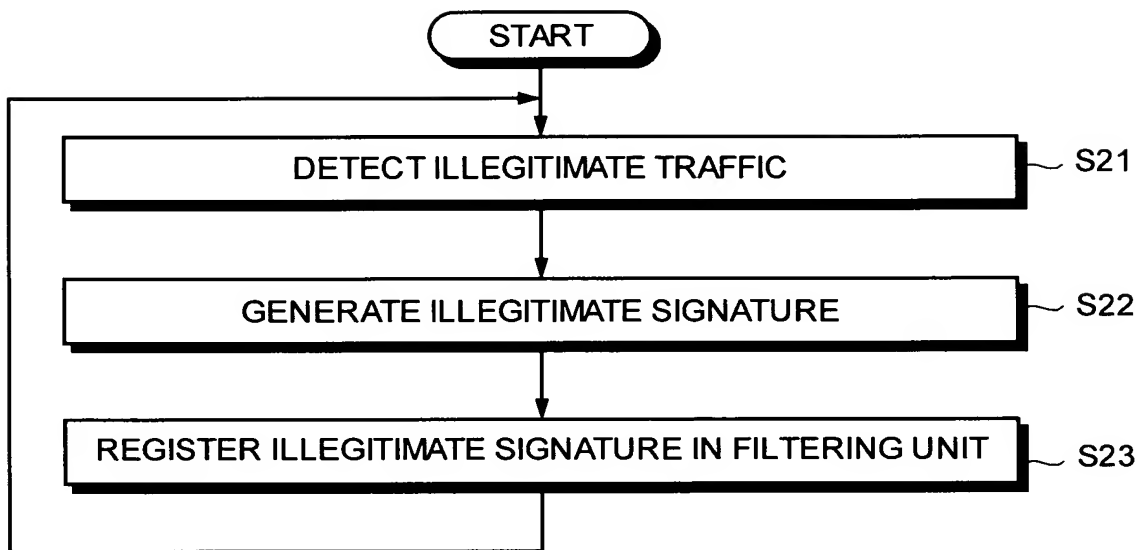 START
DETECT ILLEGITIMATE TRAFFIC
S21
GENERATE ILLEGITIMATE SIGNATURE
S22
REGISTER ILLEGITIMATE SIGNATURE IN FILTERING UNIT
S23